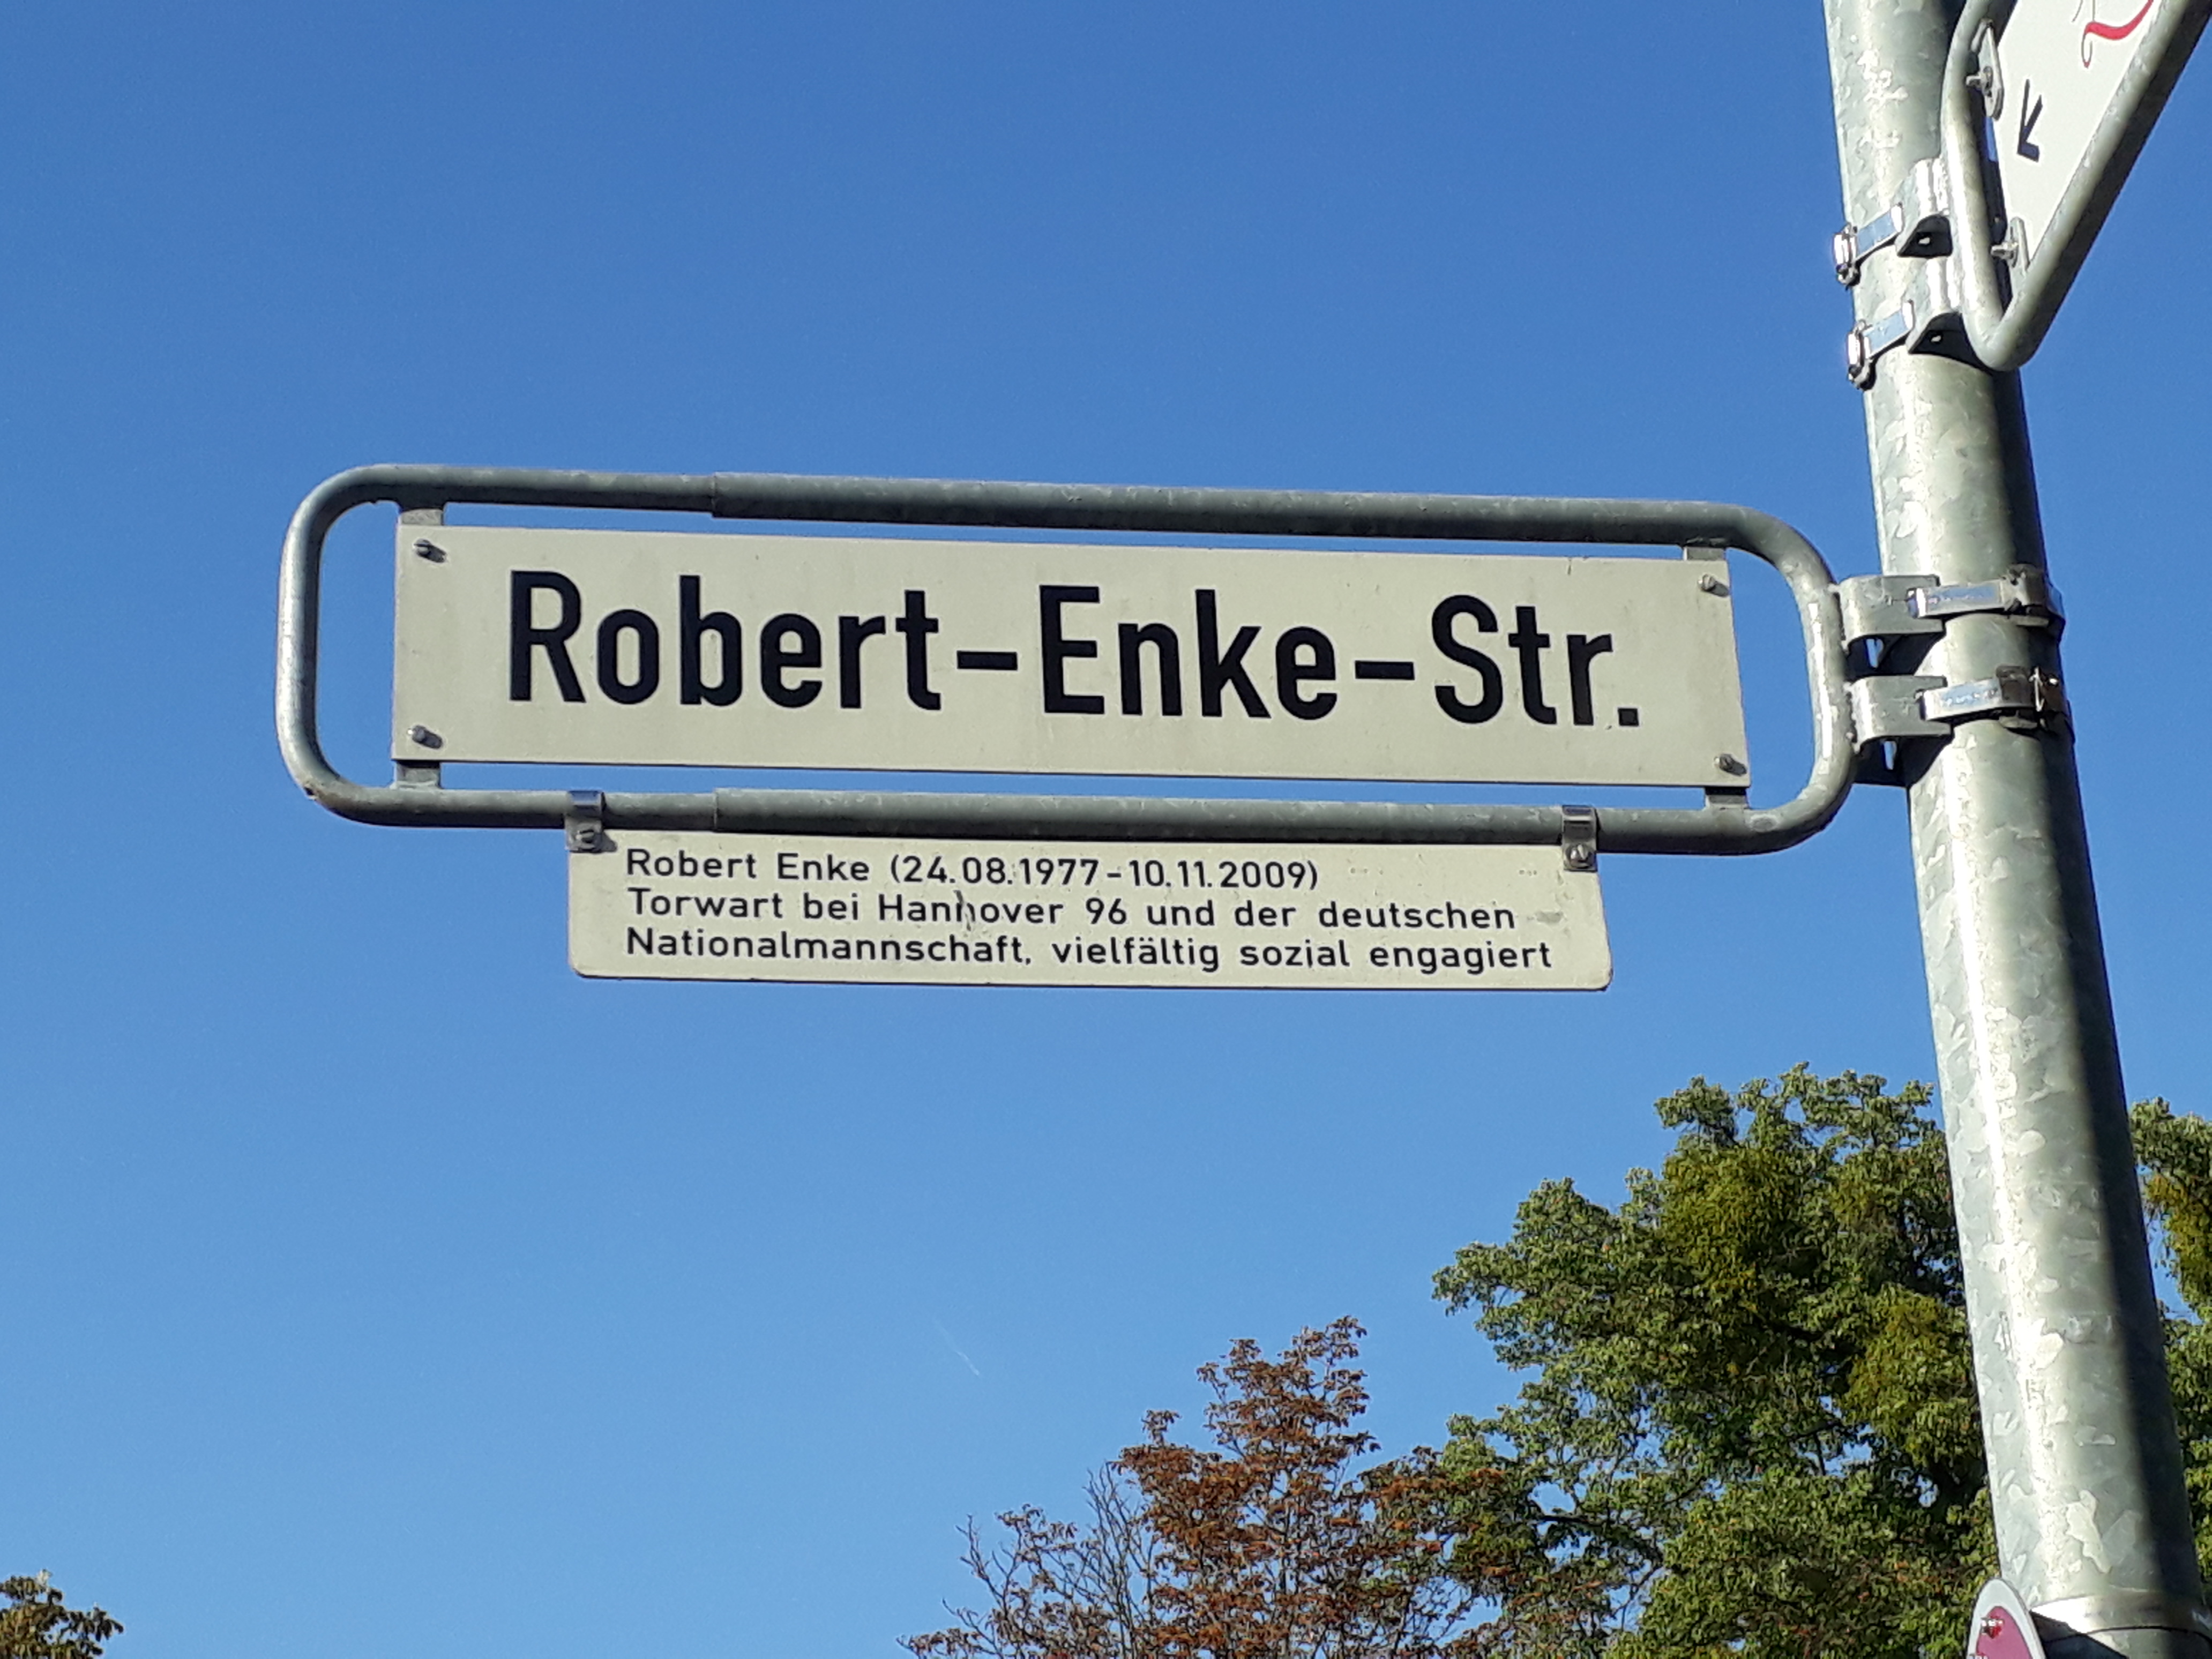 Robert-Enke-Str.
Robert Enke (24.08.1977-10.11.2009)
Torwart bei Hannover 96 und der deutschen
Nationalmannschaft, vielfältig sozial engagiert